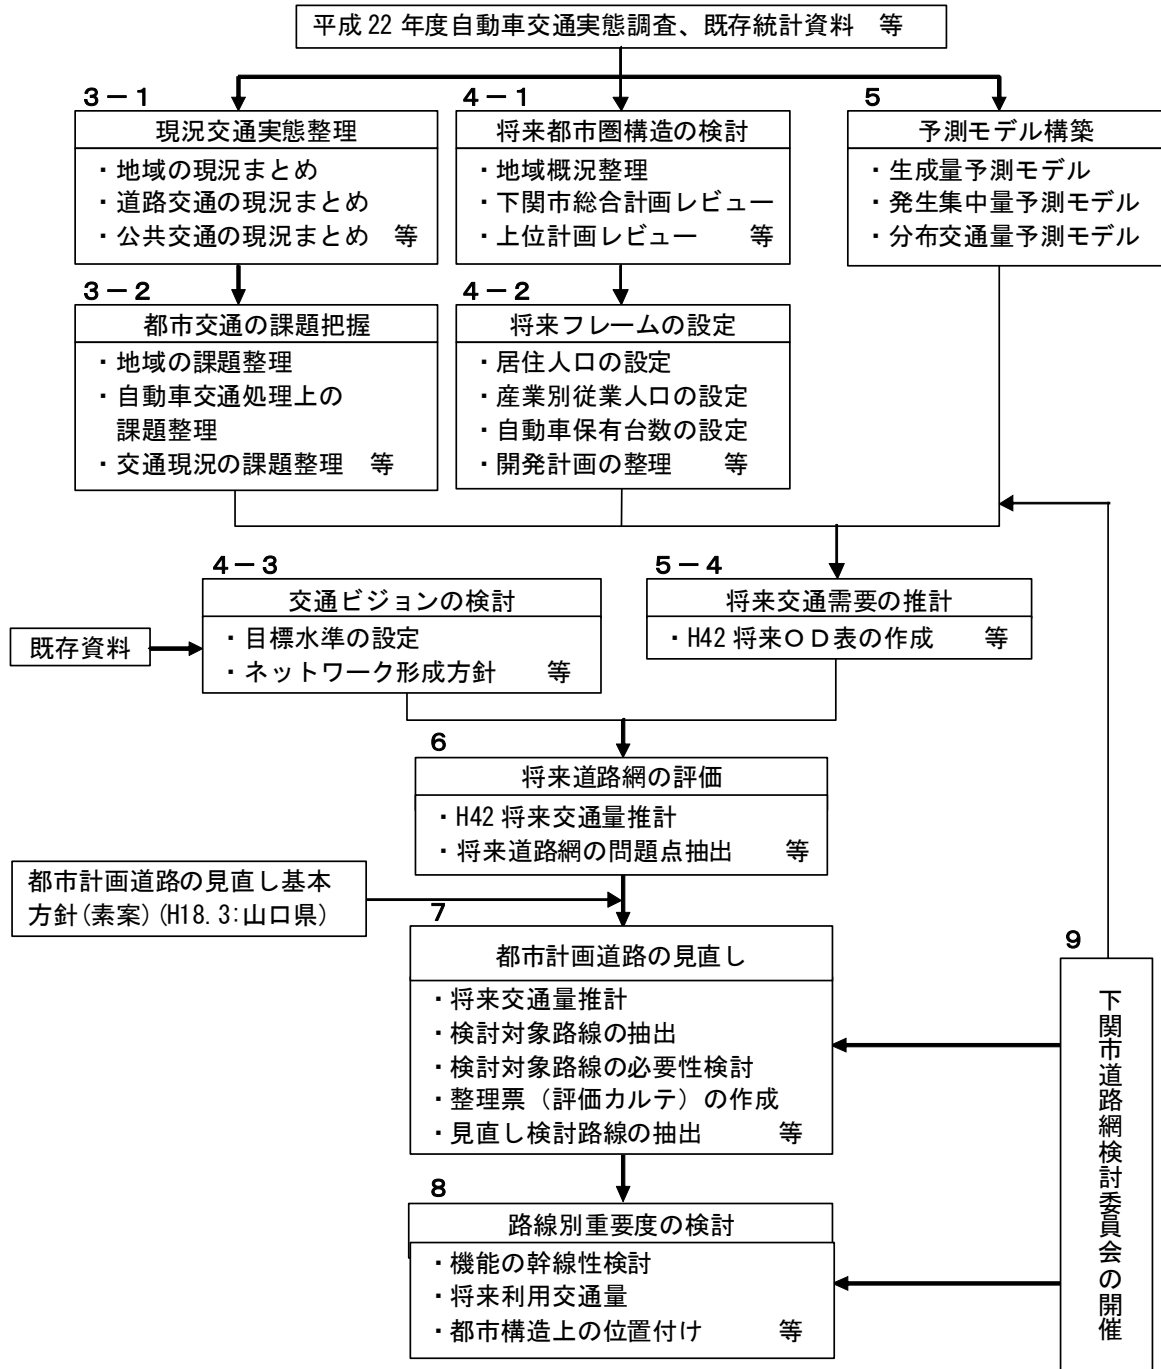 平成22年度自動車交通実態調査、既存統計資料　等
3－1
現況交通実態整理
・地域の現況まとめ
・道路交通の現況まとめ
・公共交通の現況まとめ　等
4－1
将来都市圏構造の検討
・地域概況整理
・下関市総合計画レビュー
・上位計画レビュー　　等
5
予測モデル構築
・生成量予測モデル
・発生集中量予測モデル
・分布交通量予測モデル
3－2
都市交通の課題把握
・地域の課題整理
・自動車交通処理上の
課題整理
・交通現況の課題整理　等
4－2
将来フレームの設定
・居住人口の設定
・産業別従業人口の設定
・自動車保有台数の設定
・開発計画の整理　　等
4－3
交通ビジョンの検討
・目標水準の設定
・ネットワーク形成方針　　等
既存資料
5－4
将来交通需要の推計
・H42将来ＯＤ表の作成　　等
6
将来道路網の評価
・H42将来交通量推計
・将来道路網の問題点抽出　　等
都市計画道路の見直し基本
方針(素案)(H18.3:山口県)
7
都市計画道路の見直し
・将来交通量推計
・検討対象路線の抽出
・検討対象路線の必要性検討
・整理票（評価カルテ）の作成
・見直し検討路線の抽出　　等
8
路線別重要度の検討
・機能の幹線性検討
・将来利用交通量
・都市構造上の位置付け　　等
9
下関市道路網検討委員会の開催